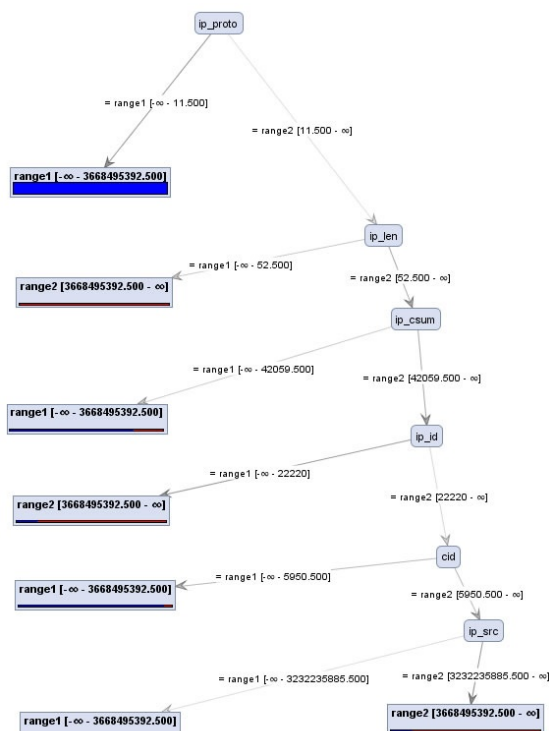 ip_proto
= range1 [-∞ - 11.500]
= range2 [11.500 - ∞]
range1 [-∞ - 3668495392.500]
ip_len
= range1 [-∞ - 52.500]
= range2 [52.500 - ∞]
range2 [3668495392.500 - ∞]
ip_csum
= range1 [-∞ - 42059.500]
= range2 [42059.500 - ∞]
range1 [-∞ - 3668495392.500]
ip_id
= range1 [-∞ - 22220]
= range2 [22220 - ∞]
range2 [3668495392.500 - ∞]
cid
= range1 [-∞ - 5950.500]
= range2 [5950.500 - ∞]
range1 [-∞ - 3668495392.500]
ip_src
= range1 [-∞ - 3232235885.500]
= range2 [3232235885.500 - ∞]
range1 [-∞ - 3668495392.500]
range2 [3668495392.500 - ∞]